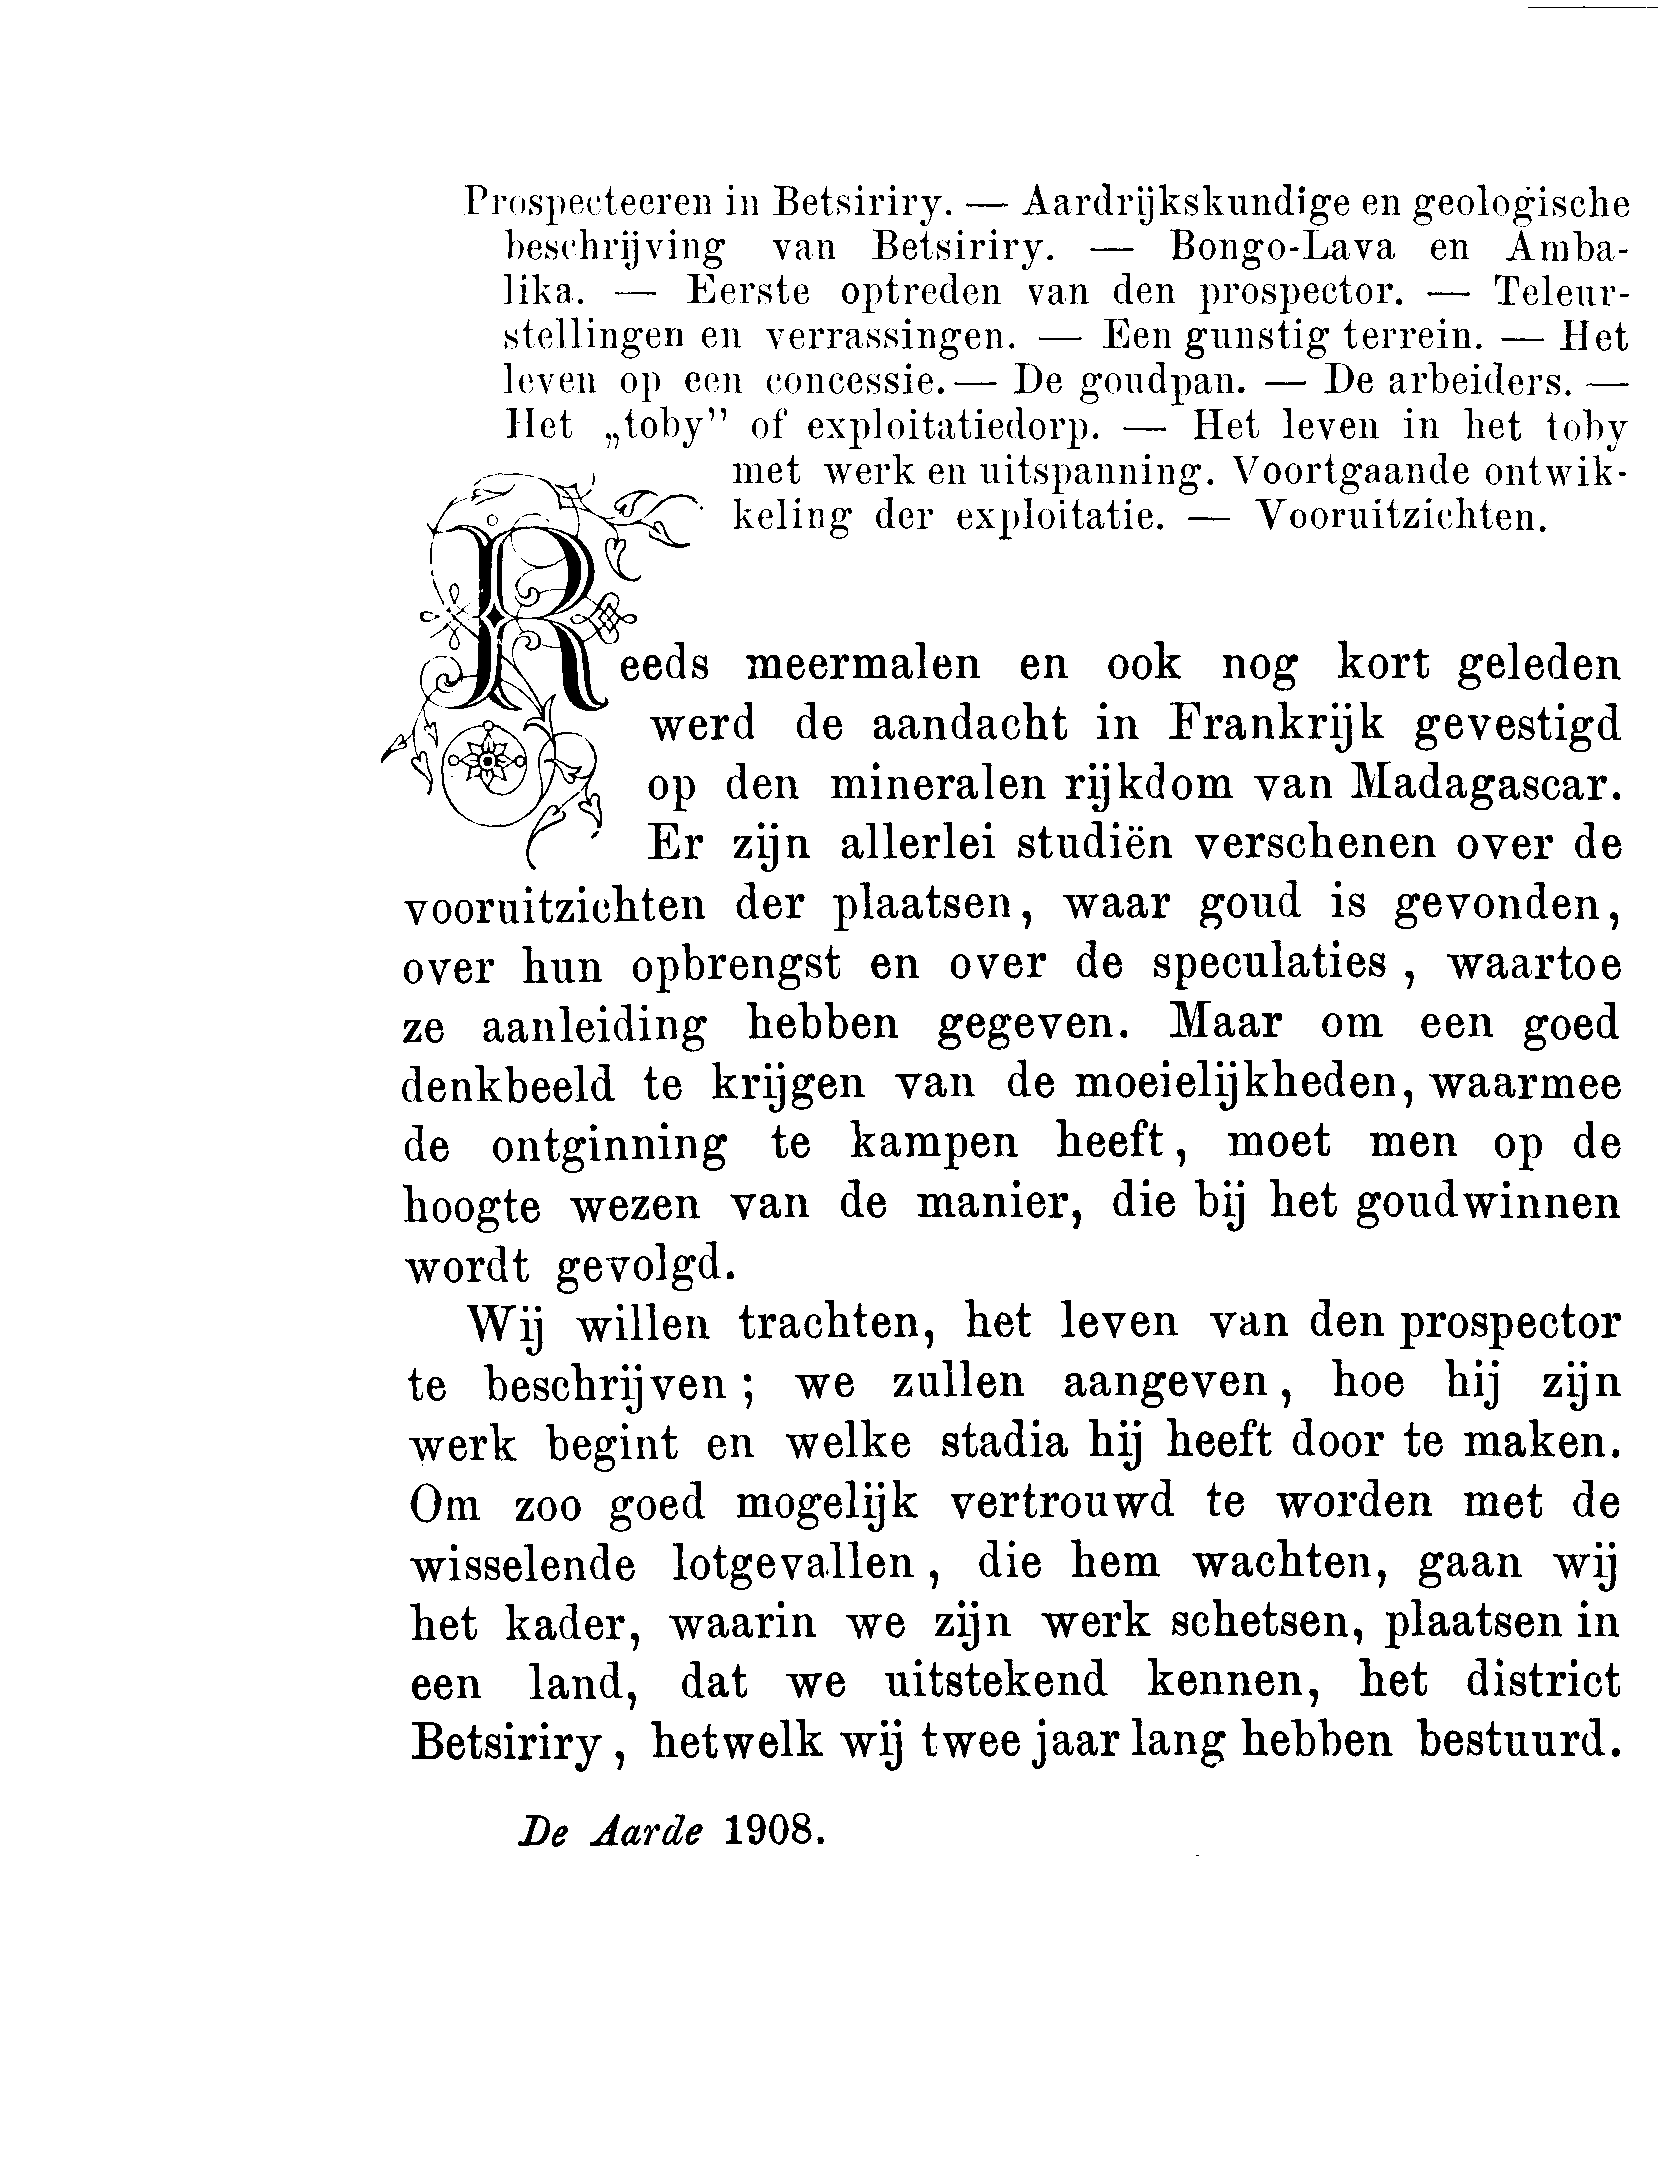 Prospecteeren in Betsiriry. — Aardrijkskundige en geologische
beschrijving van Betsiriry. — Bongo-Lava en Amba-
lika. — Eerste optreden van den prospector. — Teleur-
stellingen en verrassingen. — Een gunstig terrein. — Het
leven op een concessie. — De goudpan. — De arbeiders. —
Het „toby” of exploitatiedorp. — Het leven in het toby
met werk en uitspanning. Voortgaande ontwik-
keling der exploitatie. — Vooruitzichten.
Reeds meermalen en ook nog kort geleden
werd de aandacht in Frankrijk gevestigd
op den mineralen rijkdom van Madagascar.
Er zijn allerlei studiën verschenen over de
vooruitzichten der plaatsen, waar goud is gevonden,
over hun opbrengst en over de speculaties, waartoe
ze aanleiding hebben gegeven. Maar om een goed
denkbeeld te krijgen van de moeielijkheden, waarmee
de ontginning te kampen heeft, moet men op de
hoogte wezen van de manier, die bij het goudwinnen
wordt gevolgd.
Wij willen trachten, het leven van den prospector
te beschrijven; we zullen aangeven, hoe hij zijn
werk begint en welke stadia hij heeft door te maken.
Om zoo goed mogelijk vertrouwd te worden met de
wisselende lotgevallen, die hem wachten, gaan wij
het kader, waarin we zijn werk schetsen, plaatsen in
een land, dat we uitstekend kennen, het district
Betsiriry, hetwelk wij twee jaar lang hebben bestuurd.
De Aarde 1908.